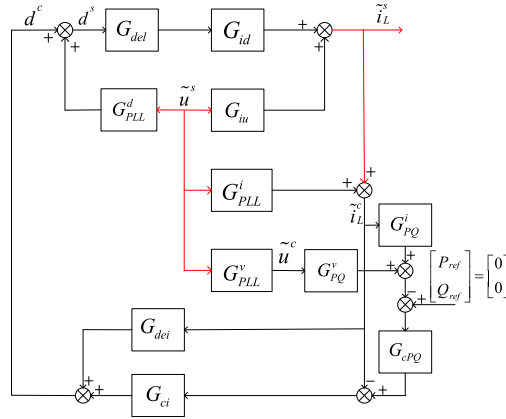 d^c d^s G_del G_id + + ĩ_L^s
+ +
G_PLL^d ũ^s G_iu
G_PLL^i + + ĩ_L^c G_PQ^i
G_PLL^v ũ^c G_PQ^v + + [P_ref Q_ref] = [0 0]
− +
G_dei G_cPQ
+ + G_ci − +